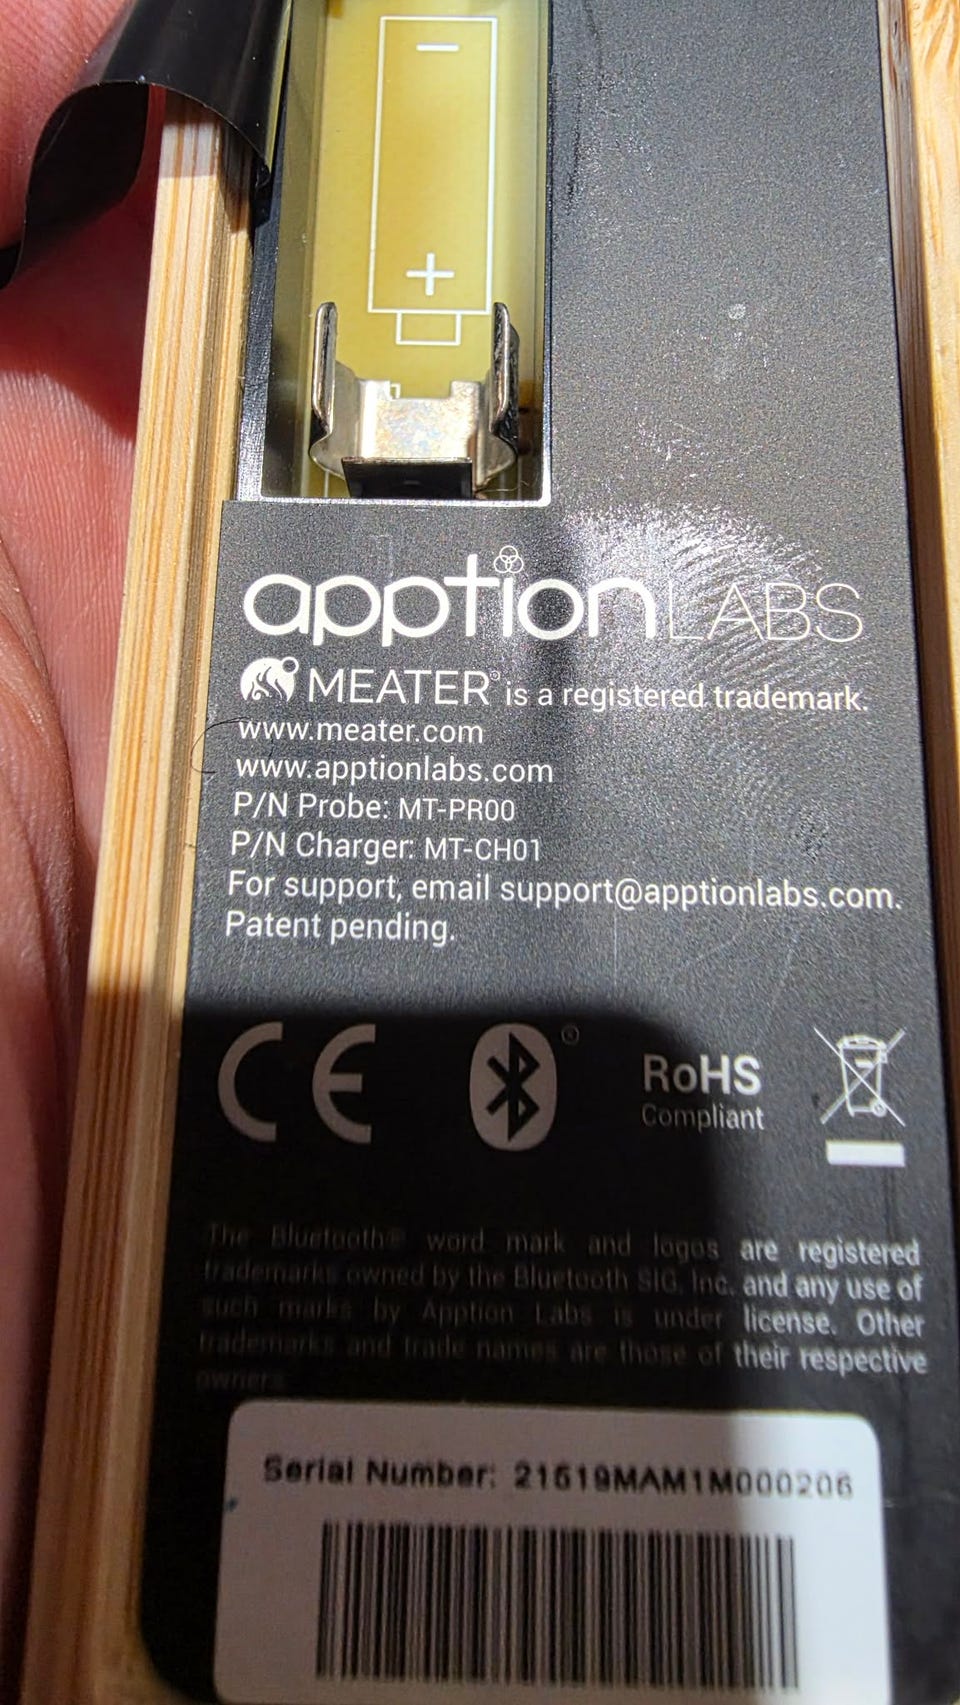 −
+
apption LABS
MEATER® is a registered trademark.
www.meater.com
www.apptionlabs.com
P/N Probe: MT-PR00
P/N Charger: MT-CH01
For support, email support@apptionlabs.com.
Patent pending.
CE ® RoHS
Compliant
The Bluetooth® word mark and logos are registered
trademarks owned by the Bluetooth SIG, Inc. and any use of
such marks by Apption Labs is under license. Other
trademarks and trade names are those of their respective
owners.
Serial Number: 21519MAM1M000206